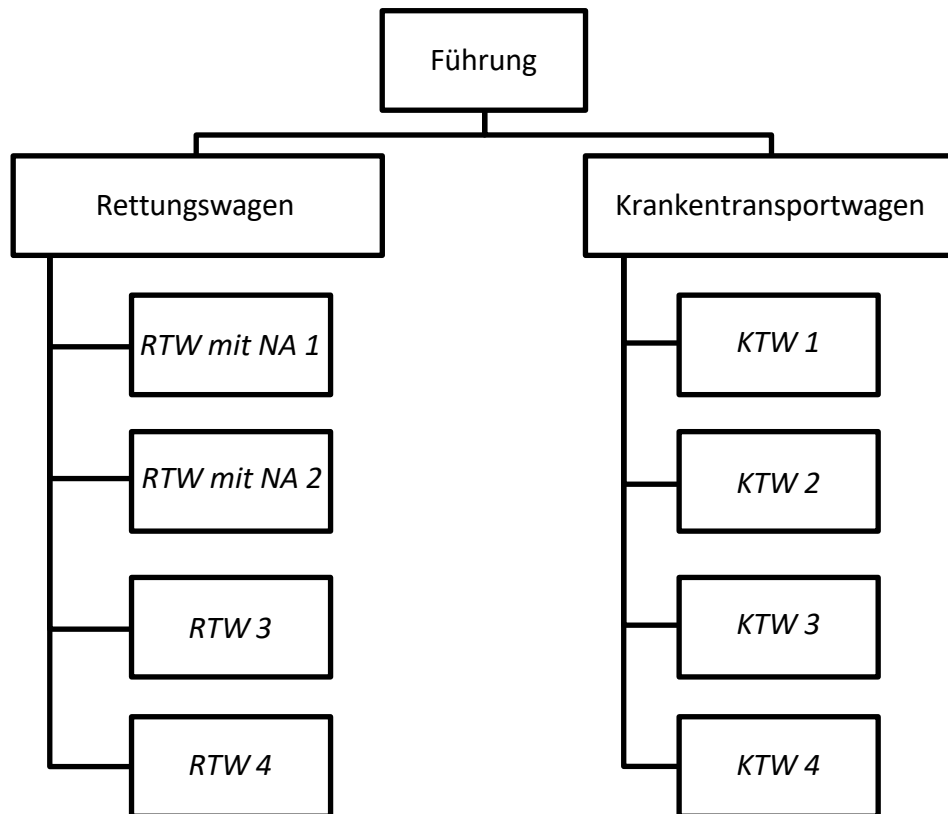 Führung
Rettungswagen
Krankentransportwagen
RTW mit NA 1
KTW 1
RTW mit NA 2
KTW 2
RTW 3
KTW 3
RTW 4
KTW 4